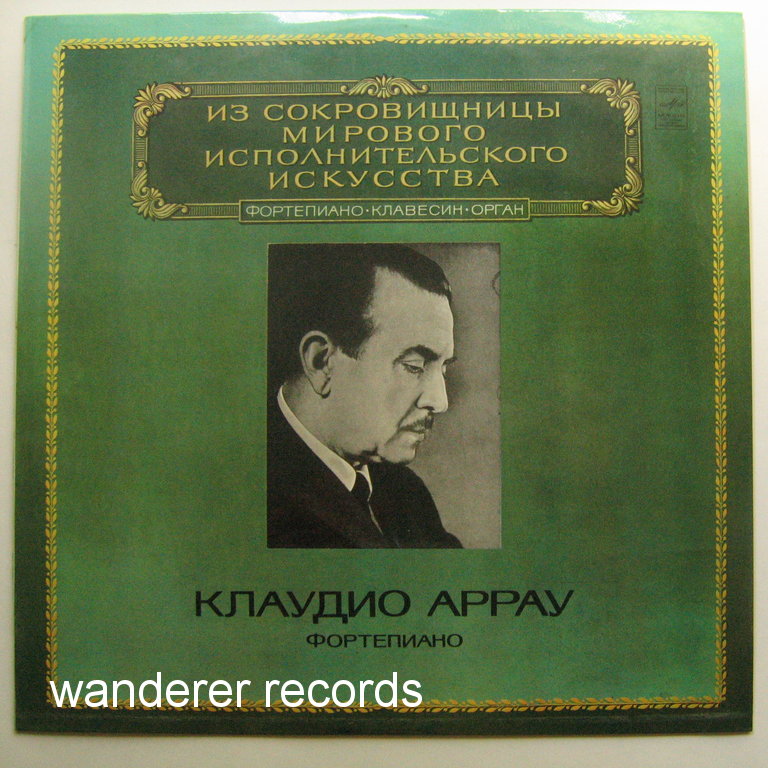 ИЗ СОКРОВИЩНИЦЫ
МИРОВОГО
ИСПОЛНИТЕЛЬСКОГО
ИСКУССТВА
ФОРТЕПИАНО·КЛАВЕСИН·ОРГАН
КЛАУДИО АРРАУ
ФОРТЕПИАНО
wanderer records